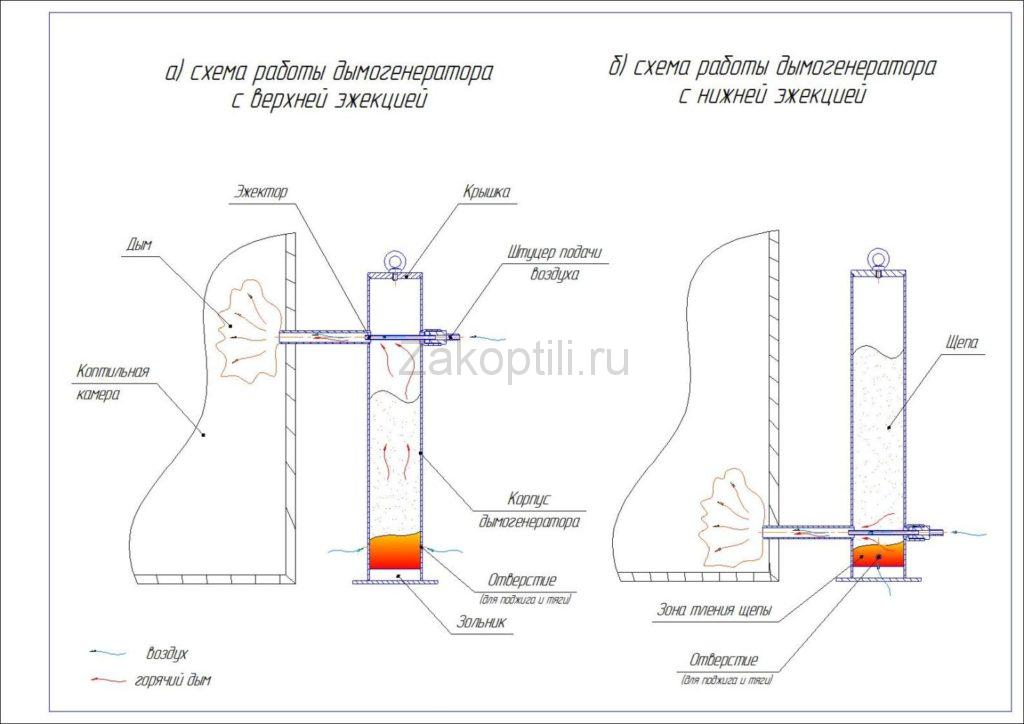 а) схема работы дымогенератора
с верхней эжекцией
б) схема работы дымогенератора
с нижней эжекцией
Эжектор
Крышка
Дым
Штуцер подачи
воздуха
Щепа
Zakoptili.ru
Коптильная
камера
Корпус
дымогенератора
Отверстие
(для поджига и тяги)
Зольник
Зона тления щепы
Отверстие
(для поджига и тяги)
воздух
горячий дым